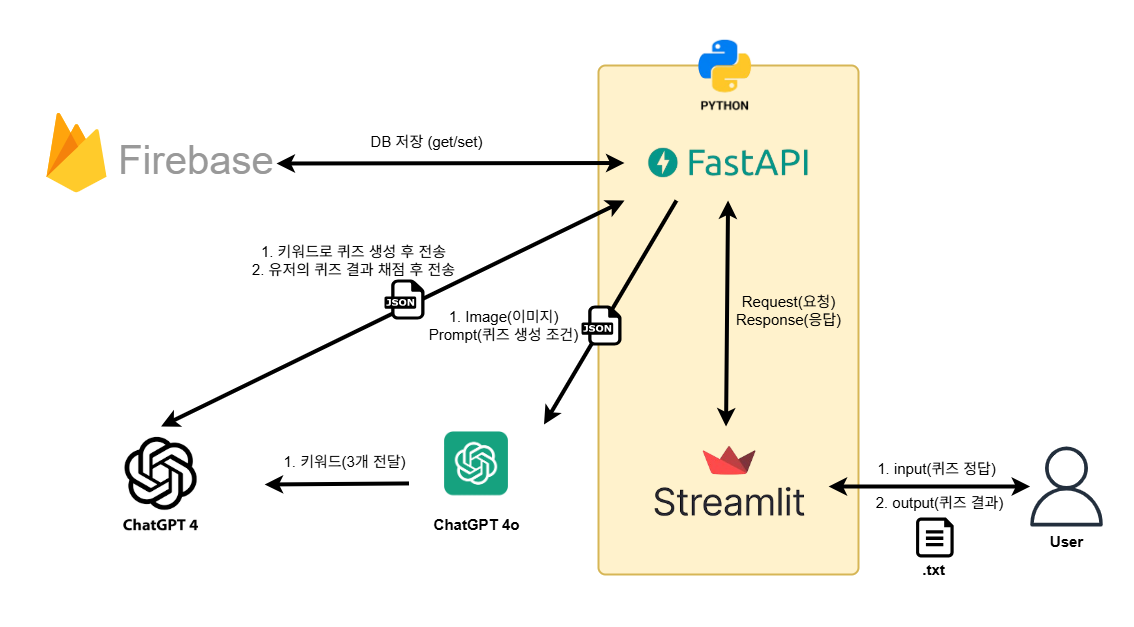 PYTHON
Firebase
DB 저장 (get/set)
FastAPI
1. 키워드로 퀴즈 생성 후 전송
2. 유저의 퀴즈 결과 채점 후 전송
JSON
1. Image(이미지)
Prompt(퀴즈 생성 조건)
JSON
Request(요청)
Response(응답)
ChatGPT 4
1. 키워드(3개 전달)
ChatGPT 4o
Streamlit
1. input(퀴즈 정답)
2. output(퀴즈 결과)
.txt
User